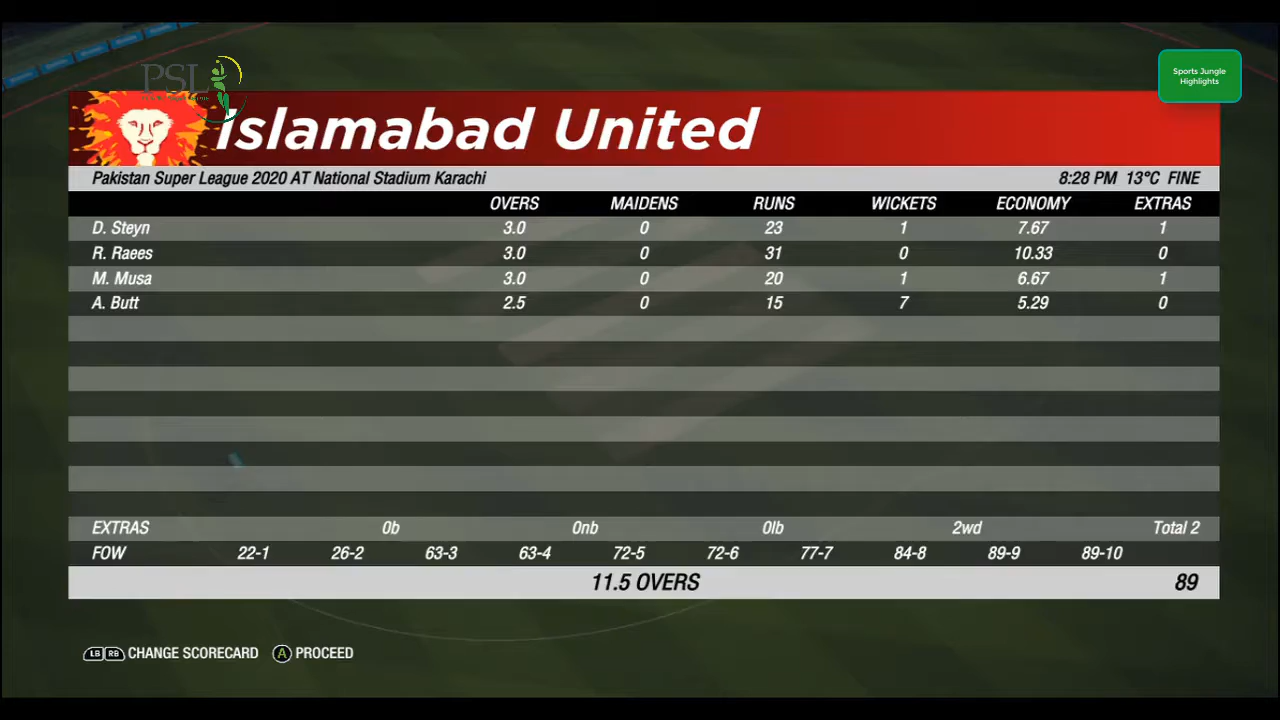 PSL
Sports Jungle
Highlights
Islamabad United
Pakistan Super League 2020 AT National Stadium Karachi 8:28 PM 13°C FINE
OVERS MAIDENS RUNS WICKETS ECONOMY EXTRAS
D. Steyn 3.0 0 23 1 7.67 1
R. Raees 3.0 0 31 0 10.33 0
M. Musa 3.0 0 20 1 6.67 1
A. Butt 2.5 0 15 7 5.29 0
EXTRAS 0b 0nb 0lb 2wd Total 2
FOW 22-1 26-2 63-3 63-4 72-5 72-6 77-7 84-8 89-9 89-10
11.5 OVERS 89
LB RB CHANGE SCORECARD A PROCEED